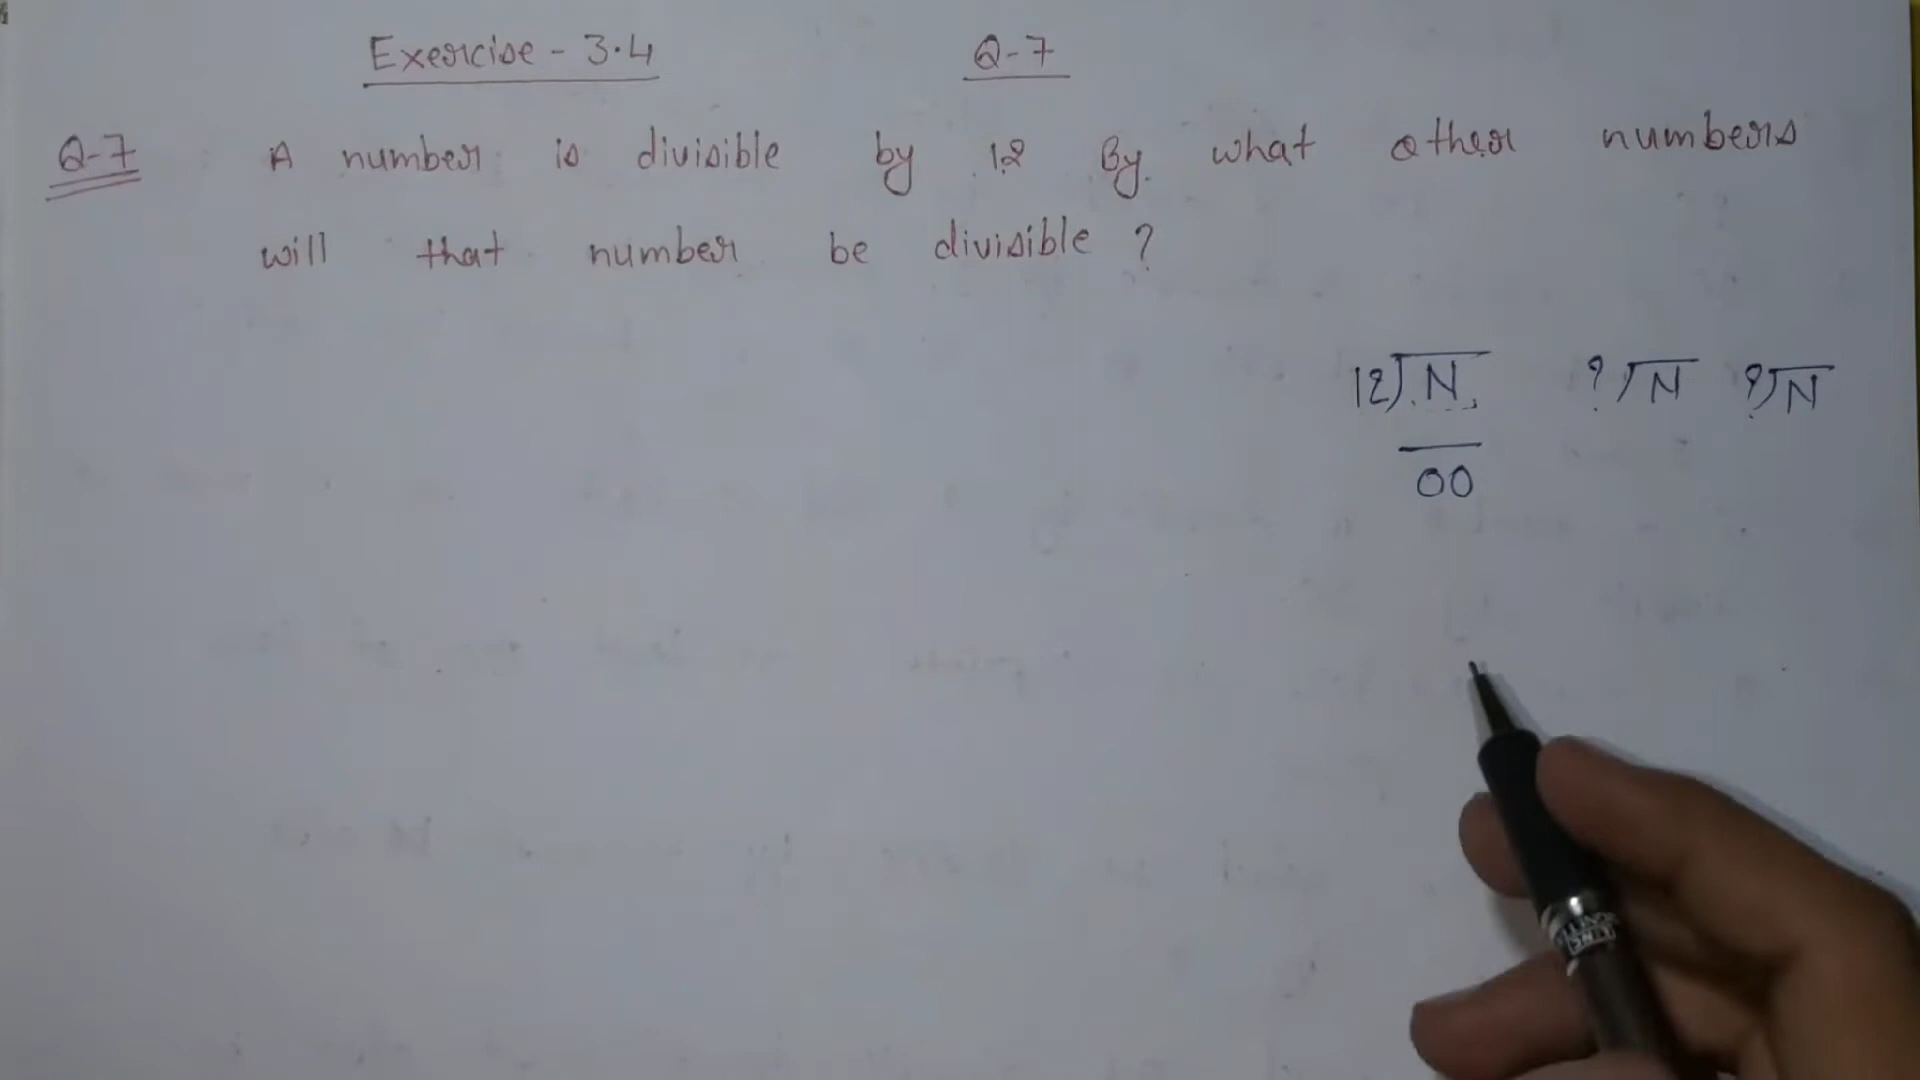 Exercise - 3.4 Q-7
Q-7 A number is divisible by 12 By what other numbers
will that number be divisible ?
12) N ? ) N ? ) N
00